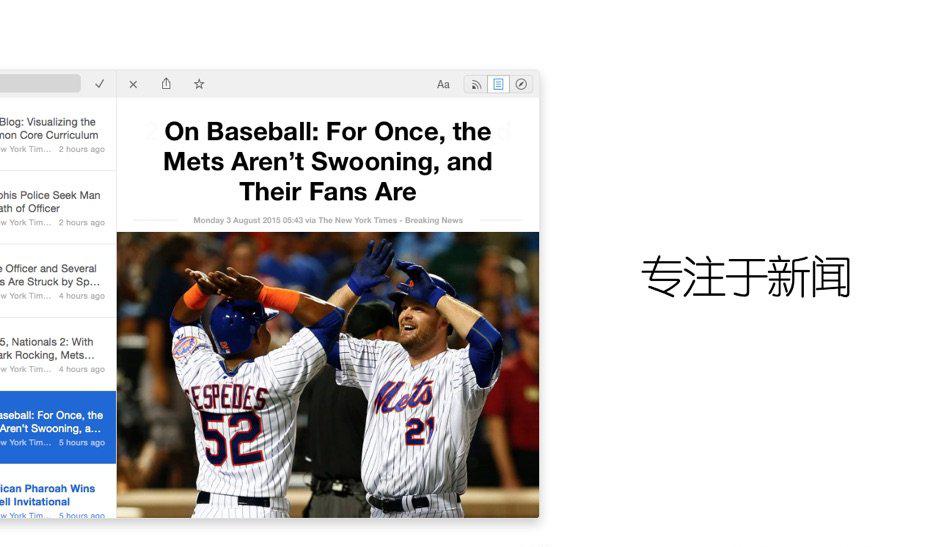 Blog: Visualizing the
mon Core Curriculum
w York Tim... 2 hours ago
phis Police Seek Man
ath of Officer
w York Tim... 2 hours ago
e Officer and Several
s Are Struck by Sp...
w York Tim... 4 hours ago
5, Nationals 2: With
ark Rocking, Mets...
w York Tim... 4 hours ago
aseball: For Once, the
Aren't Swooning, a...
w York Tim... 5 hours ago
ican Pharoah Wins
ell Invitational
w York Tim... 5 hours ago
Aa
On Baseball: For Once, the
Mets Aren't Swooning, and
Their Fans Are
Monday 3 August 2015 05:43 via The New York Times - Breaking News
CESPEDES
52
Mets
21
专注于新闻